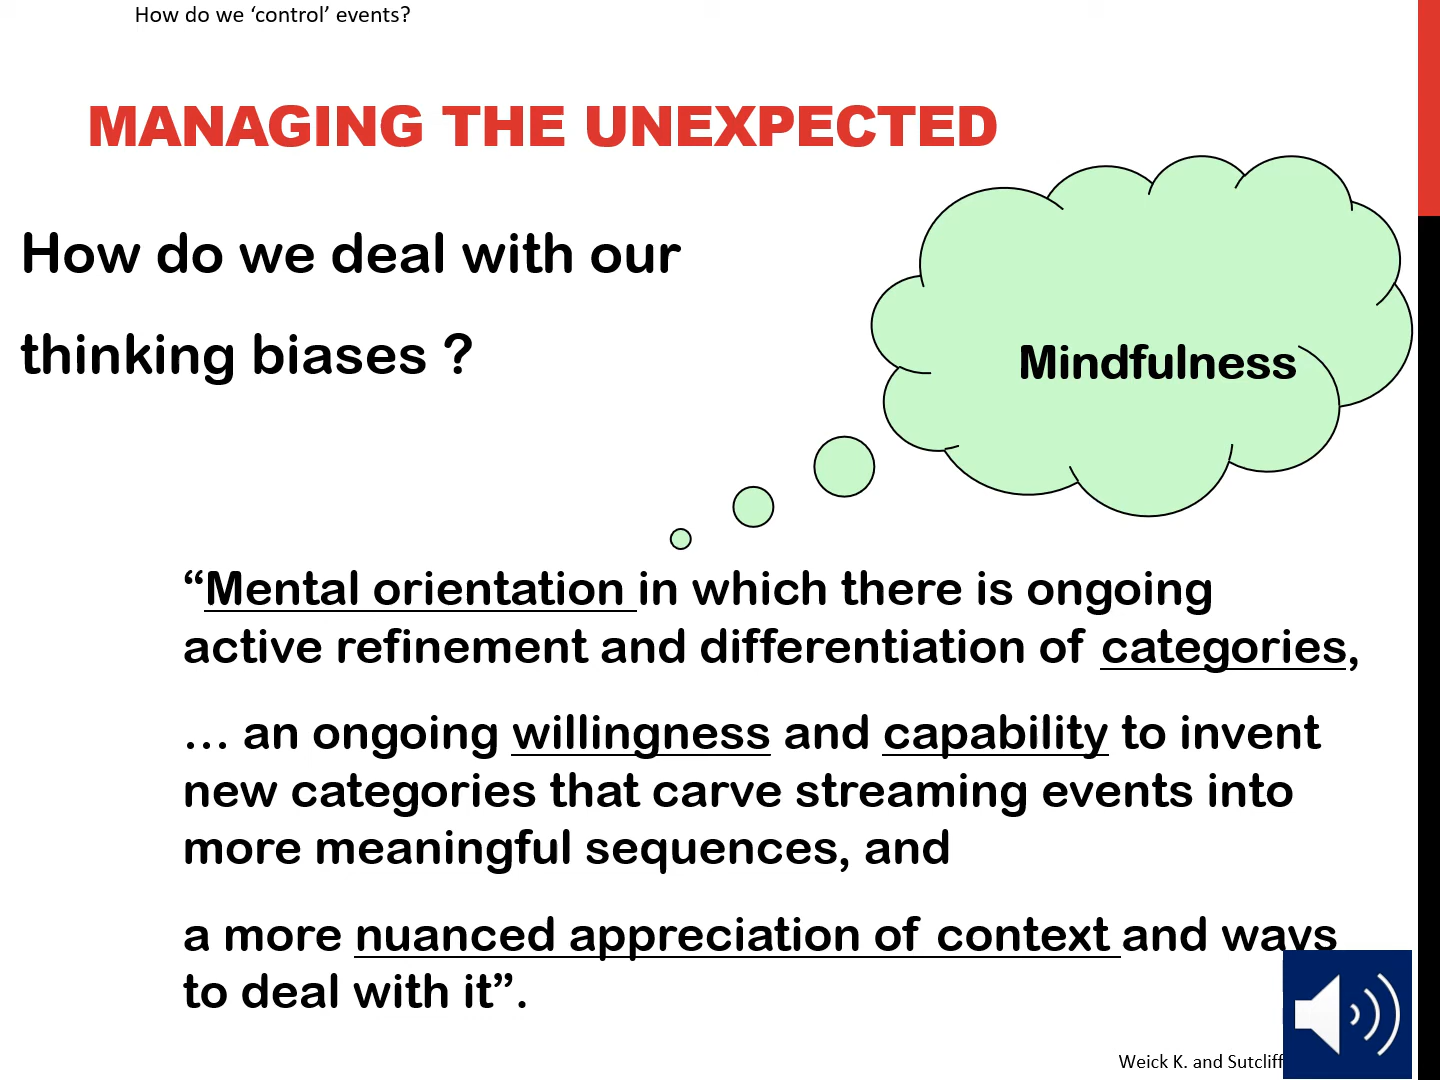 How do we ‘control’ events?
MANAGING THE UNEXPECTED
How do we deal with our
thinking biases ?
Mindfulness
“Mental orientation in which there is ongoing
active refinement and differentiation of categories,
… an ongoing willingness and capability to invent
new categories that carve streaming events into
more meaningful sequences, and
a more nuanced appreciation of context and ways
to deal with it”.
Weick K. and